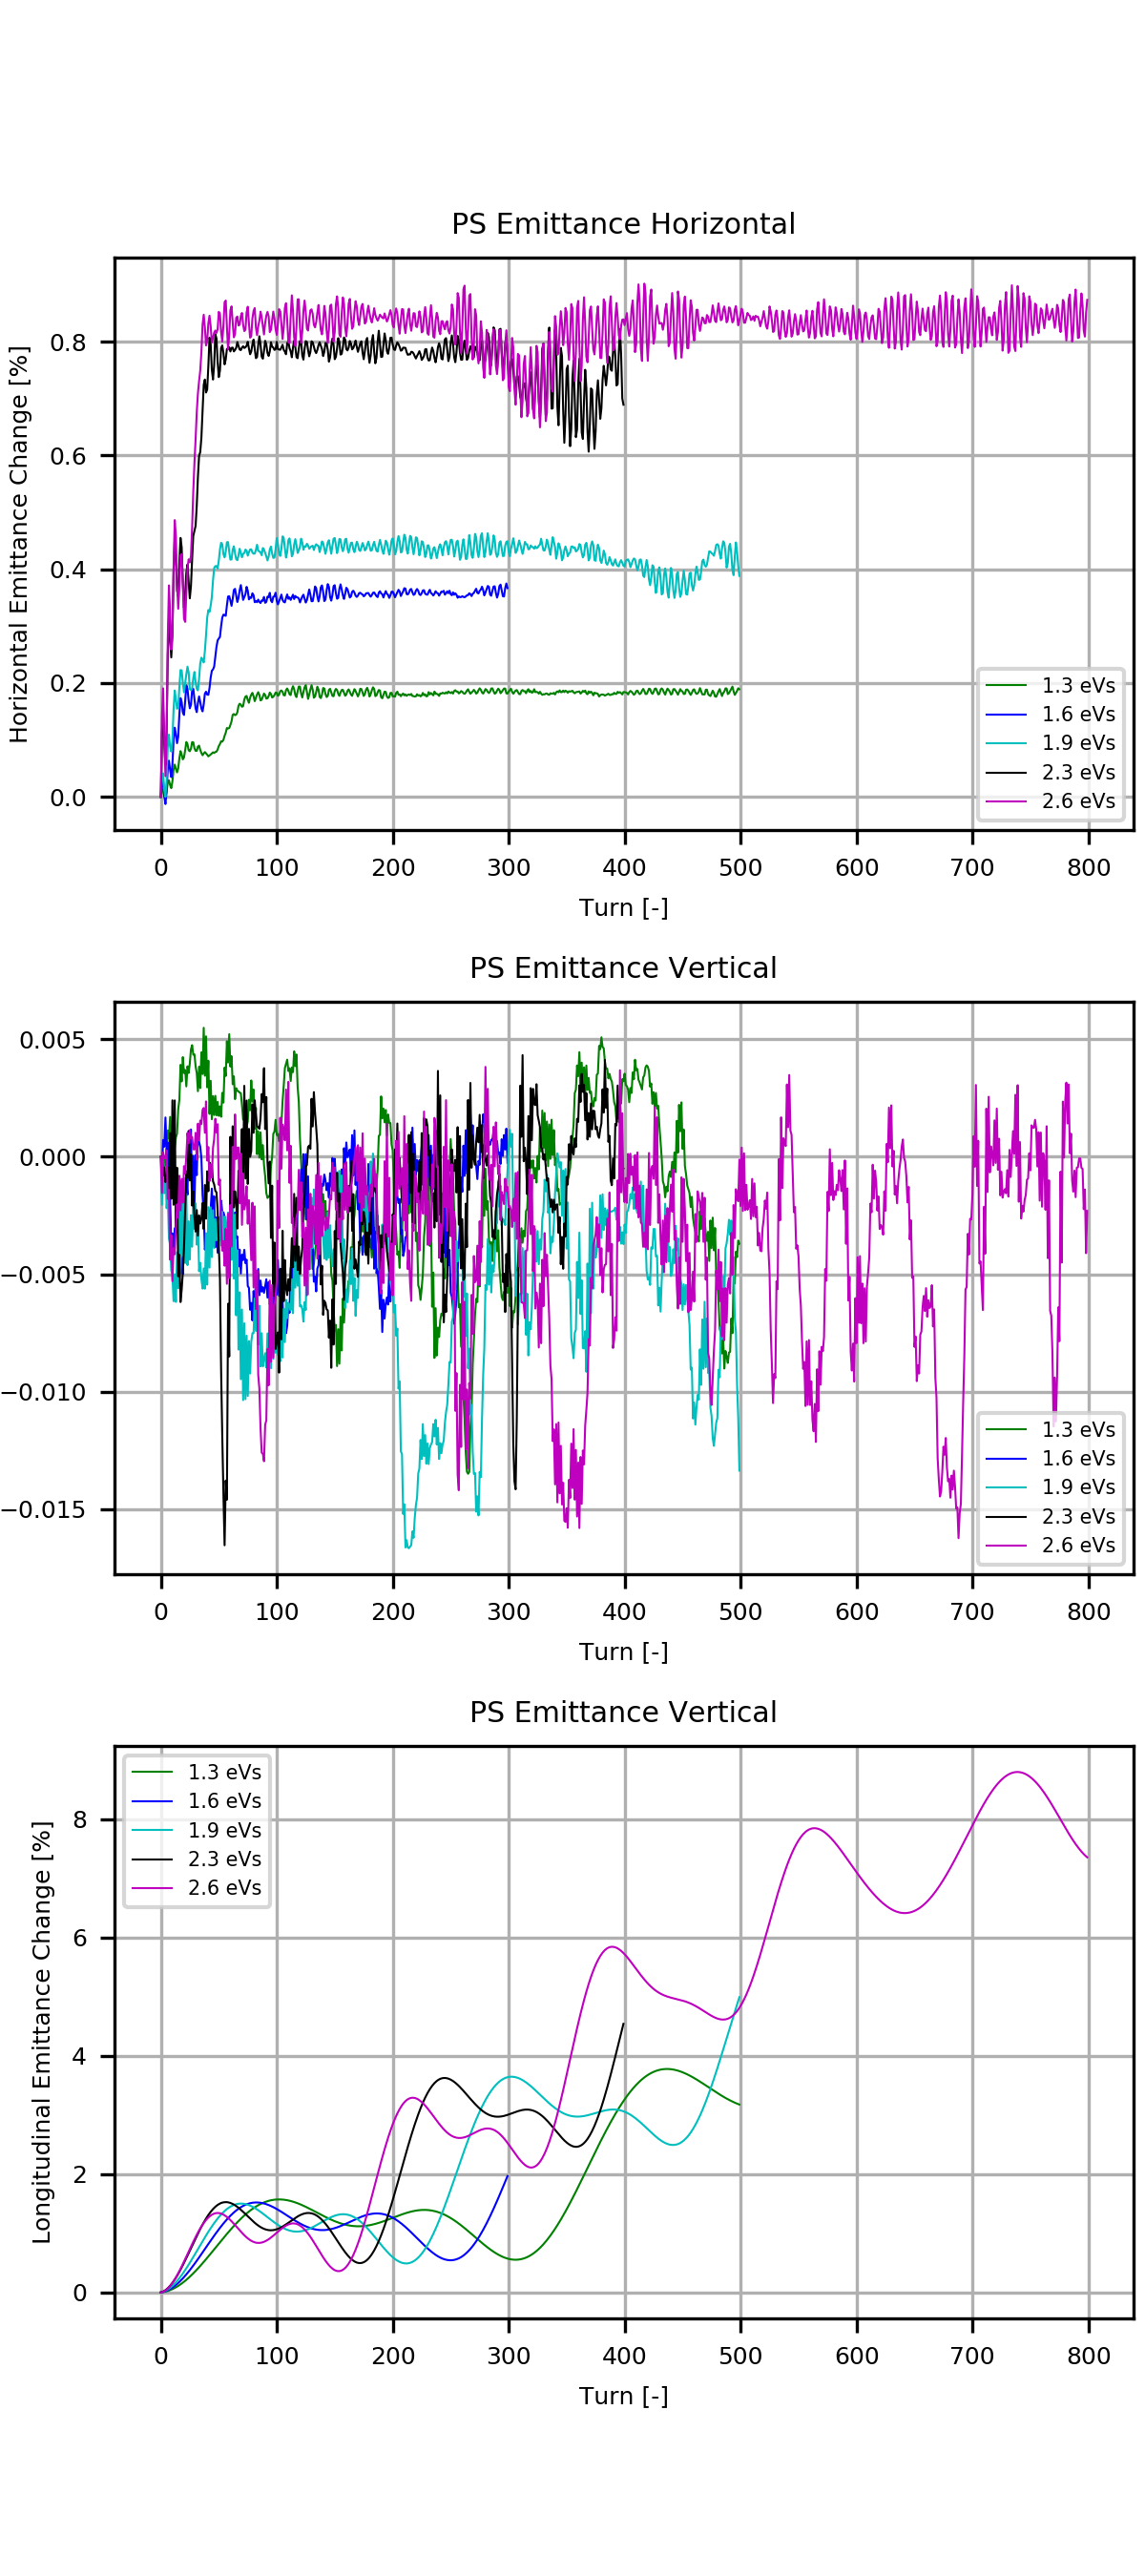 PS Emittance Horizontal
Horizontal Emittance Change [%]
0.8
0.6
0.4
0.2
0.0
1.3 eVs
1.6 eVs
1.9 eVs
2.3 eVs
2.6 eVs
0 100 200 300 400 500 600 700 800
Turn [-]
PS Emittance Vertical
0.005
0.000
−0.005
−0.010
−0.015
1.3 eVs
1.6 eVs
1.9 eVs
2.3 eVs
2.6 eVs
0 100 200 300 400 500 600 700 800
Turn [-]
PS Emittance Vertical
Longitudinal Emittance Change [%]
1.3 eVs
1.6 eVs
1.9 eVs
2.3 eVs
2.6 eVs
8
6
4
2
0
0 100 200 300 400 500 600 700 800
Turn [-]